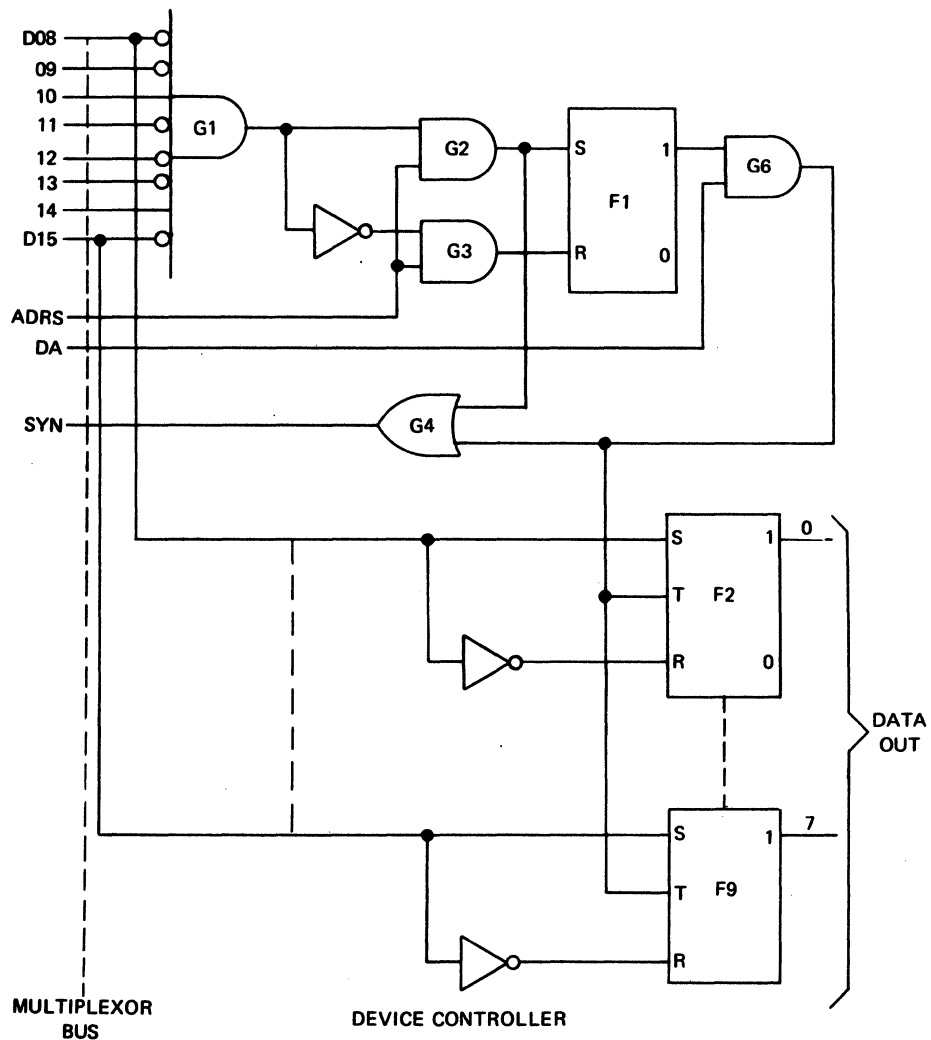 D08
09
10
11
12
13
14
D15
G1
G2
G3
S
R
F1
1
0
G6
ADRS
DA
SYN
G4
S
T
R
F2
1
0
0
S
T
R
F9
1
7
DATA
OUT
MULTIPLEXOR
BUS
DEVICE CONTROLLER